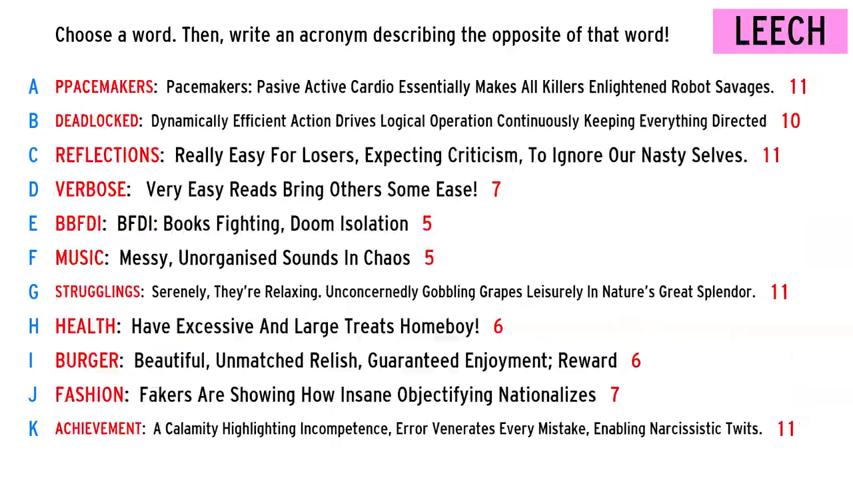 Choose a word. Then, write an acronym describing the opposite of that word!
LEECH
A PPACEMAKERS: Pacemakers: Pasive Active Cardio Essentially Makes All Killers Enlightened Robot Savages. 11
B DEADLOCKED: Dynamically Efficient Action Drives Logical Operation Continuously Keeping Everything Directed 10
C REFLECTIONS: Really Easy For Losers, Expecting Criticism, To Ignore Our Nasty Selves. 11
D VERBOSE: Very Easy Reads Bring Others Some Ease! 7
E BBFDI: BFDI: Books Fighting, Doom Isolation 5
F MUSIC: Messy, Unorganised Sounds In Chaos 5
G STRUGGLINGS: Serenely, They're Relaxing. Unconcernedly Gobbling Grapes Leisurely In Nature's Great Splendor. 11
H HEALTH: Have Excessive And Large Treats Homeboy! 6
I BURGER: Beautiful, Unmatched Relish, Guaranteed Enjoyment; Reward 6
J FASHION: Fakers Are Showing How Insane Objectifying Nationalizes 7
K ACHIEVEMENT: A Calamity Highlighting Incompetence, Error Venerates Every Mistake, Enabling Narcissistic Twits. 11